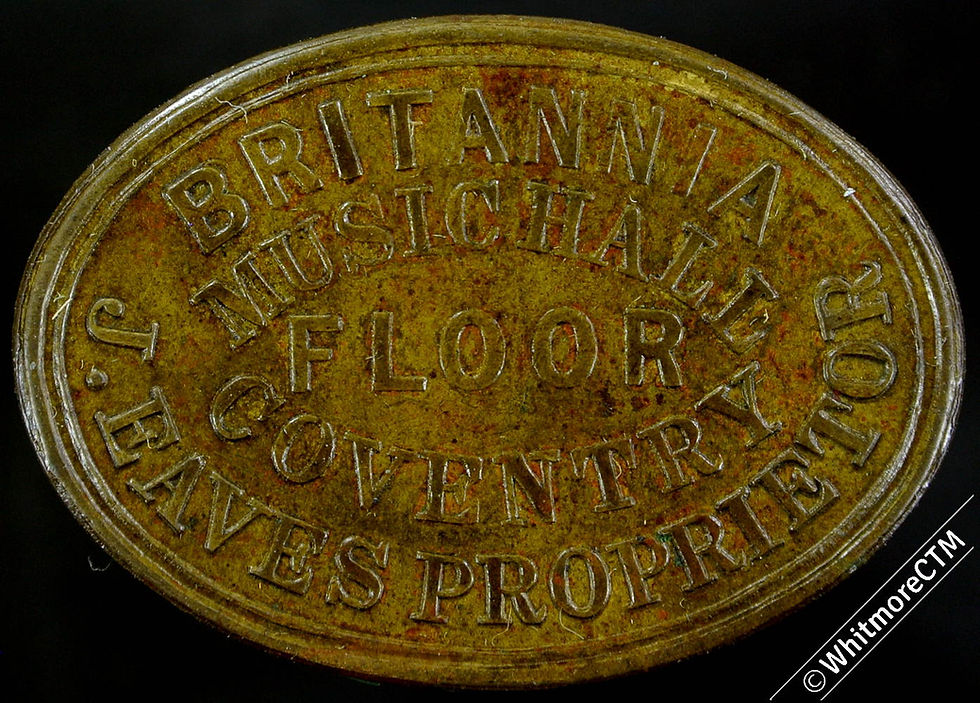 BRITANNIA
MUSIC HALL
FLOOR
COVENTRY
J. EAVES PROPRIETOR
©WhitmoreCTM